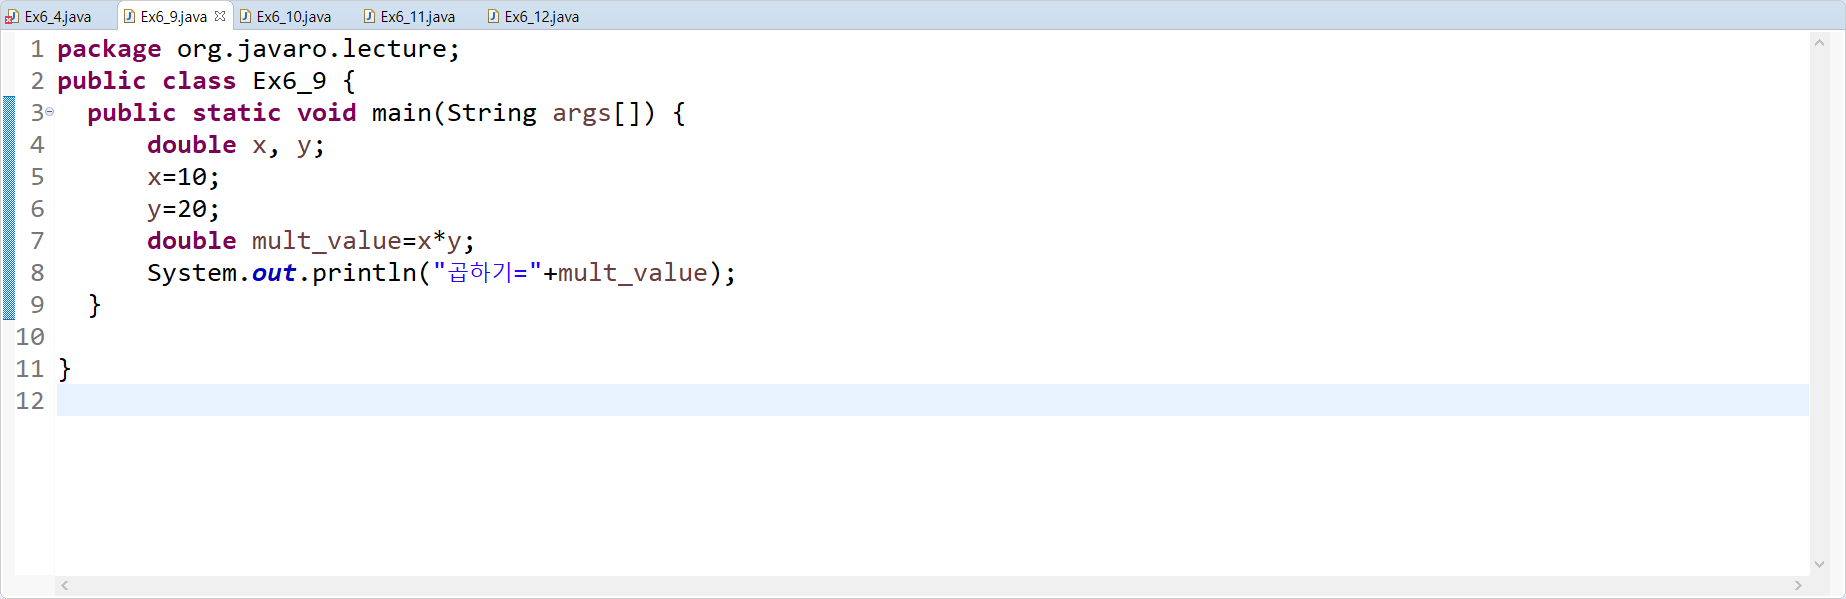 Ex6_4.java Ex6_9.java Ex6_10.java Ex6_11.java Ex6_12.java
1 package org.javaro.lecture;
2 public class Ex6_9 {
3 public static void main(String args[]) {
4 double x, y;
5 x=10;
6 y=20;
7 double mult_value=x*y;
8 System.out.println("곱하기="+mult_value);
9 }
10
11 }
12